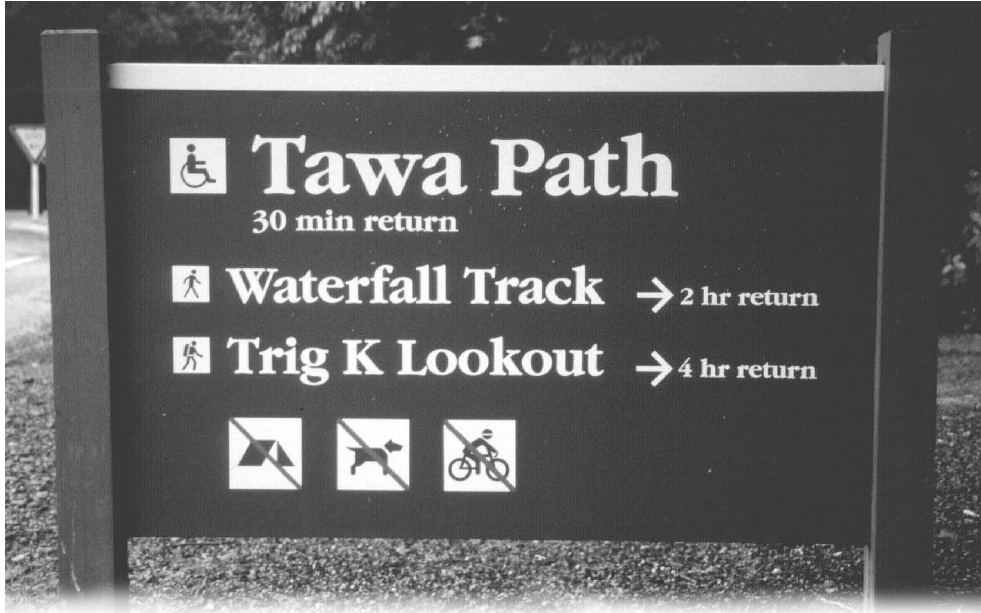 Tawa Path
30 min return
Waterfall Track → 2 hr return
Trig K Lookout → 4 hr return